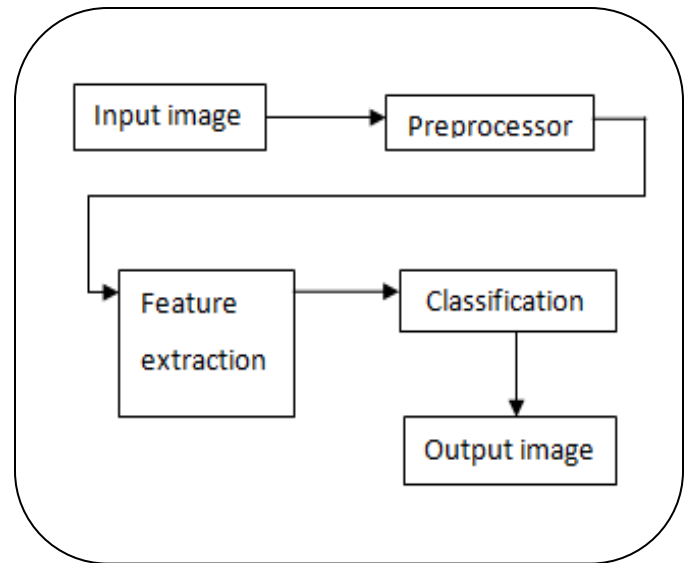 Input image
Preprocessor
Feature
extraction
Classification
Output image